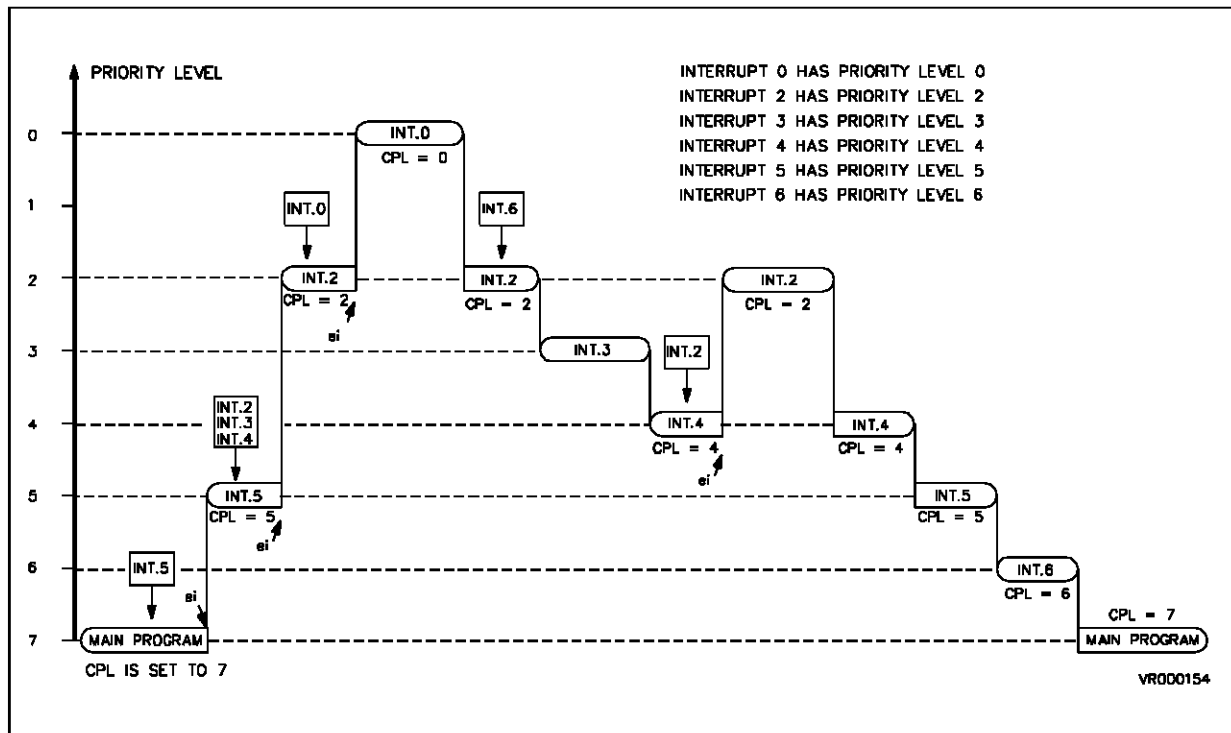 PRIORITY LEVEL
INTERRUPT 0 HAS PRIORITY LEVEL 0
INTERRUPT 2 HAS PRIORITY LEVEL 2
INTERRUPT 3 HAS PRIORITY LEVEL 3
INTERRUPT 4 HAS PRIORITY LEVEL 4
INTERRUPT 5 HAS PRIORITY LEVEL 5
INTERRUPT 6 HAS PRIORITY LEVEL 6
0
INT.0
CPL = 0
1
INT.0
INT.6
2
INT.2
CPL = 2
ei
INT.2
CPL = 2
INT.2
CPL = 2
3
INT.3
INT.2
4
INT.2
INT.3
INT.4
INT.4
CPL = 4
ei
INT.4
CPL = 4
5
INT.5
CPL = 5
ei
INT.5
CPL = 5
6
INT.5
ei
INT.6
CPL = 6
7
MAIN PROGRAM
CPL IS SET TO 7
CPL = 7
MAIN PROGRAM
VR000154